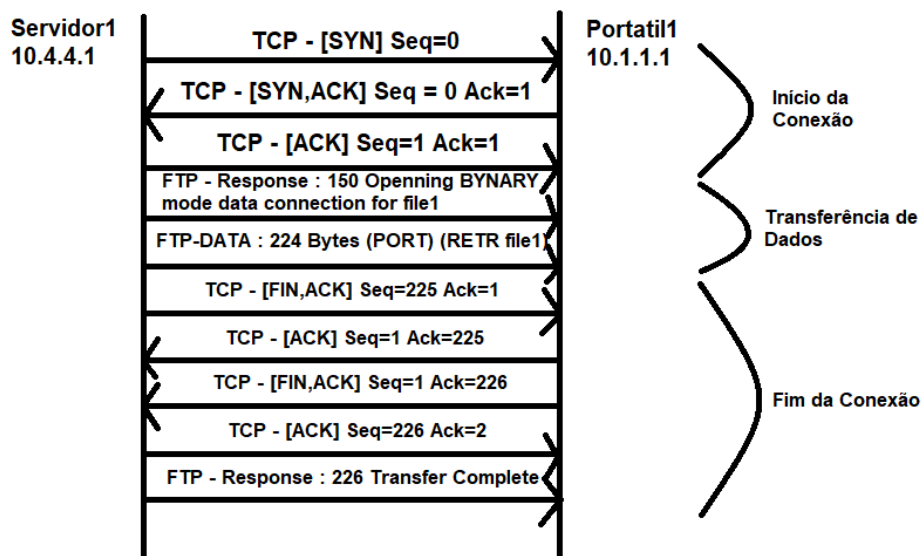 Servidor1
10.4.4.1
Portatil1
10.1.1.1
TCP - [SYN] Seq=0
TCP - [SYN,ACK] Seq = 0 Ack=1
TCP - [ACK] Seq=1 Ack=1
Início da
Conexão
FTP - Response : 150 Openning BYNARY
mode data connection for file1
FTP-DATA : 224 Bytes (PORT) (RETR file1)
Transferência de
Dados
TCP - [FIN,ACK] Seq=225 Ack=1
TCP - [ACK] Seq=1 Ack=225
TCP - [FIN,ACK] Seq=1 Ack=226
TCP - [ACK] Seq=226 Ack=2
FTP - Response : 226 Transfer Complete
Fim da Conexão